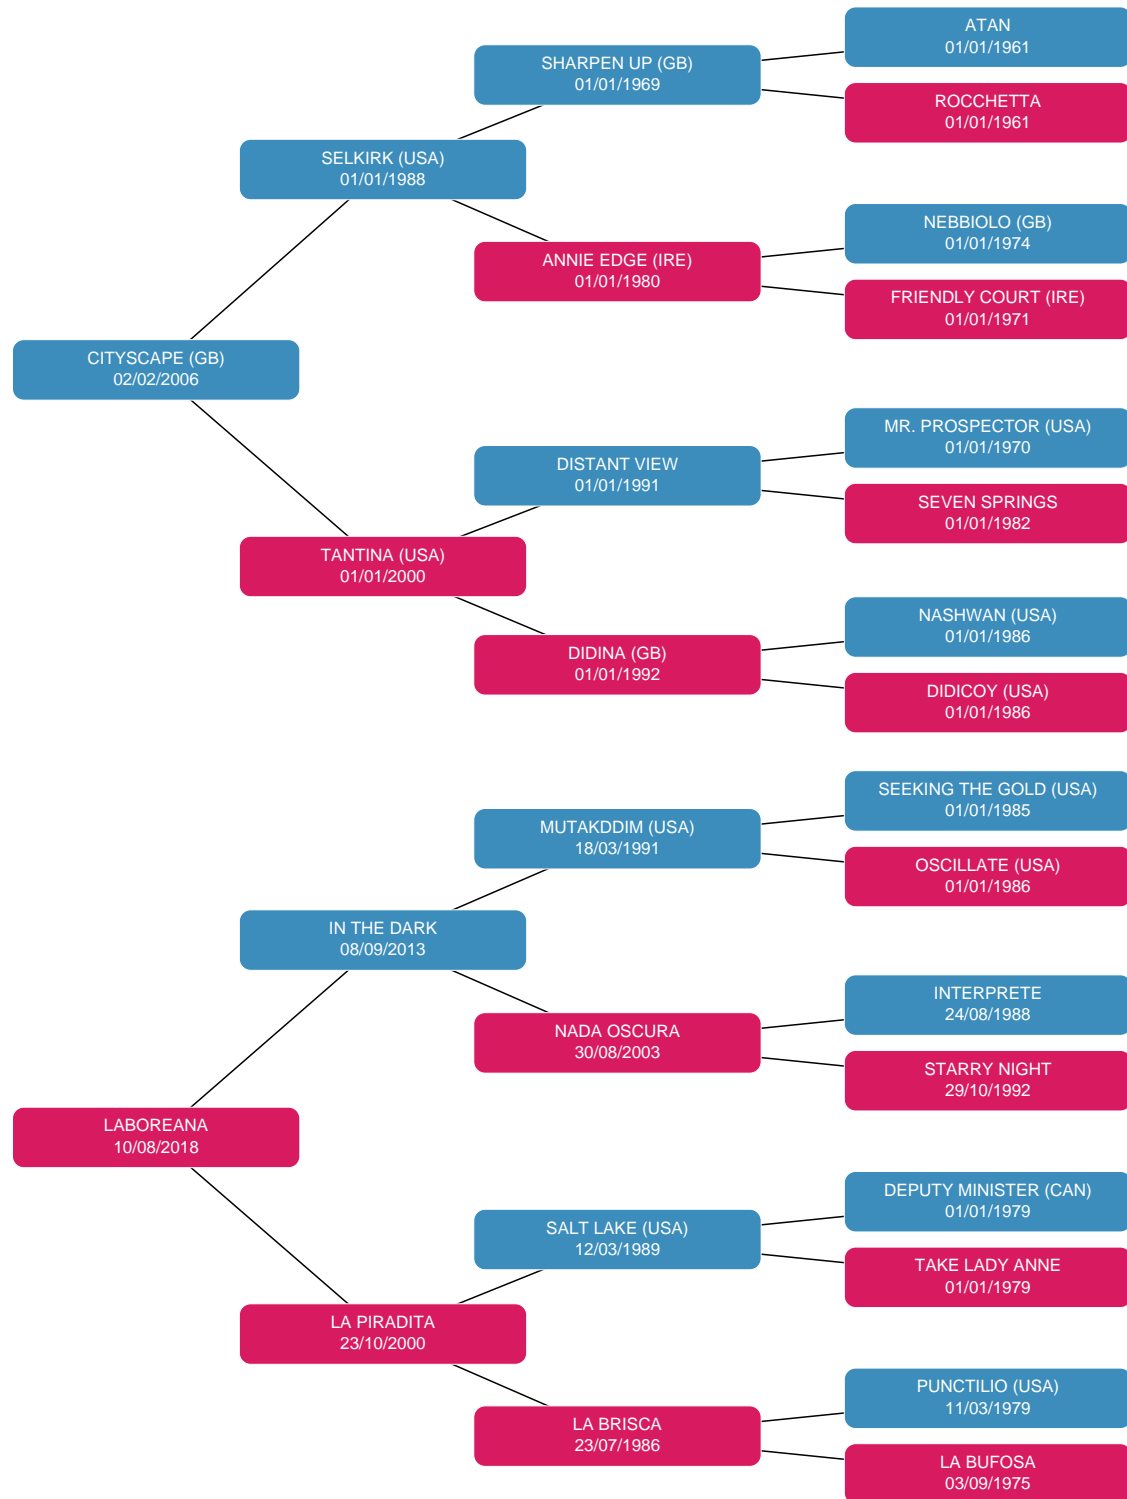 ATAN
01/01/1961
SHARPEN UP (GB)
01/01/1969
ROCCHETTA
01/01/1961
SELKIRK (USA)
01/01/1988
NEBBIOLO (GB)
01/01/1974
ANNIE EDGE (IRE)
01/01/1980
FRIENDLY COURT (IRE)
01/01/1971
CITYSCAPE (GB)
02/02/2006
MR. PROSPECTOR (USA)
01/01/1970
DISTANT VIEW
01/01/1991
SEVEN SPRINGS
01/01/1982
TANTINA (USA)
01/01/2000
NASHWAN (USA)
01/01/1986
DIDINA (GB)
01/01/1992
DIDICOY (USA)
01/01/1986
SEEKING THE GOLD (USA)
01/01/1985
MUTAKDDIM (USA)
18/03/1991
OSCILLATE (USA)
01/01/1986
IN THE DARK
08/09/2013
INTERPRETE
24/08/1988
NADA OSCURA
30/08/2003
STARRY NIGHT
29/10/1992
LABOREANA
10/08/2018
DEPUTY MINISTER (CAN)
01/01/1979
SALT LAKE (USA)
12/03/1989
TAKE LADY ANNE
01/01/1979
LA PIRADITA
23/10/2000
PUNCTILIO (USA)
11/03/1979
LA BRISCA
23/07/1986
LA BUFOSA
03/09/1975